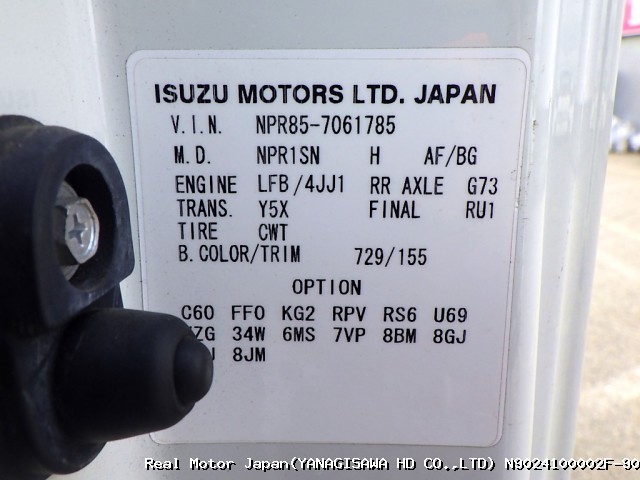 ISUZU MOTORS LTD. JAPAN
V.I.N. NPR85-7061785
M.D. NPR1SN H AF/BG
ENGINE LFB/4JJ1 RR AXLE G73
TRANS. Y5X FINAL RU1
TIRE CWT
B.COLOR/TRIM 729/155
OPTION
C60 FF0 KG2 RPV RS6 U69
34W 6MS 7VP 8BM 8GJ
8JM
Real Motor Japan(YANAGISAWA HD CO.,LTD) N9024100002F-90